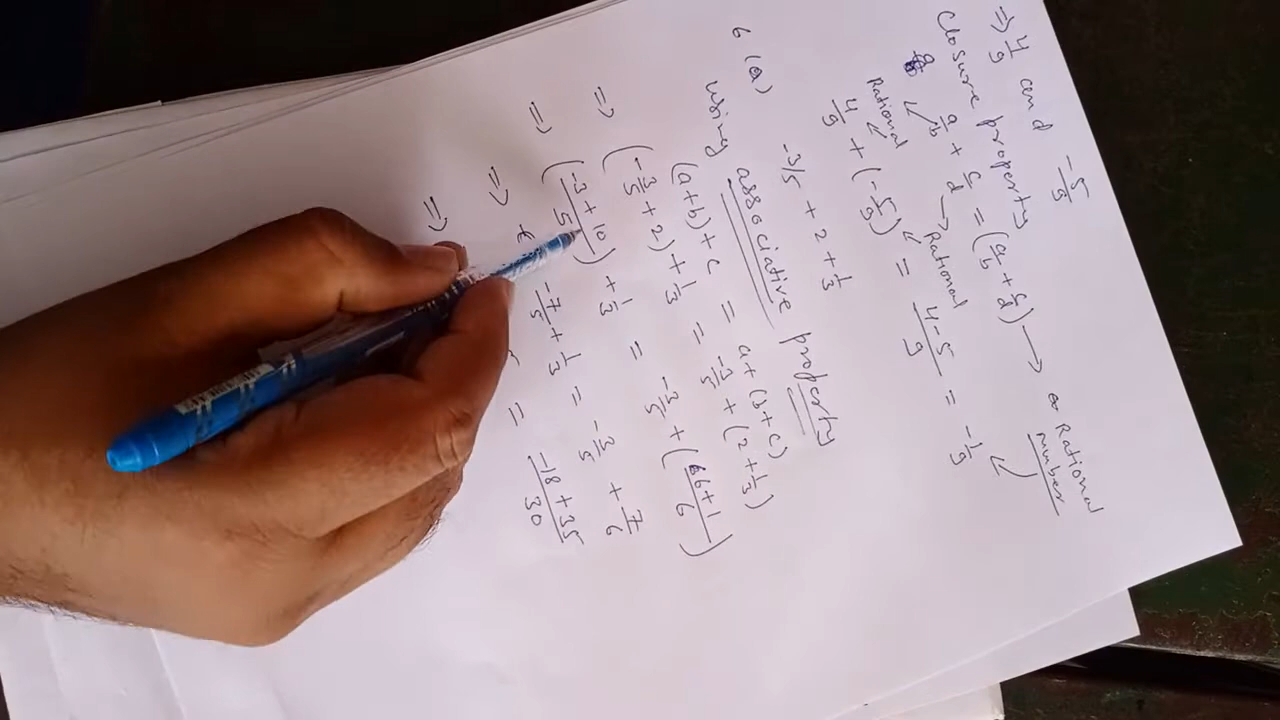 => 4/9 and -5/9
Closure property
a/b + c/d = (a/b + c/d) → a Rational number
Rational Rational
4/9 + (-5/9) = 4-5/9 = -1/9
6 (a) -3/5 + 2 + 1/3
using associative property
(a+b)+c = a+(b+c)
=> (-3/5 + 2) + 1/3 = -3/5 + (2 + 1/3)
=> (-3+10/5) + 1/3 = -3/5 + (6+1/6)
=> -7/5 + 1/3 = -3/5 + 7/6
=> = -18+35/30